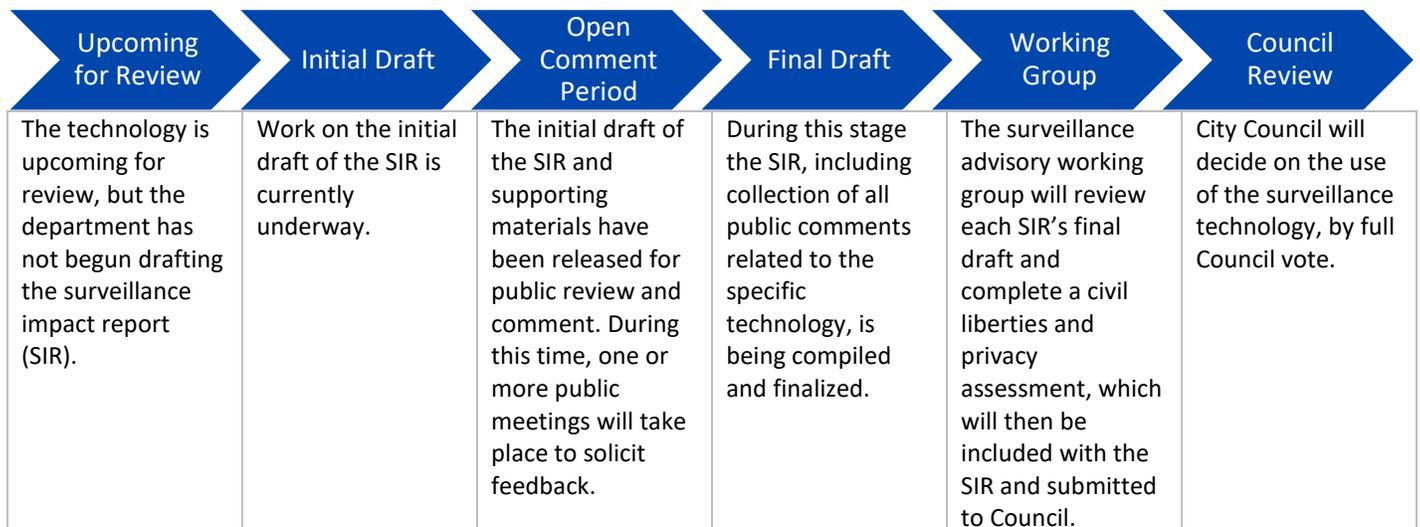 Upcoming
for Review
Initial Draft
Open
Comment
Period
Final Draft
Working
Group
Council
Review
The technology is
upcoming for
review, but the
department has
not begun drafting
the surveillance
impact report
(SIR).
Work on the initial
draft of the SIR is
currently
underway.
The initial draft of
the SIR and
supporting
materials have
been released for
public review and
comment. During
this time, one or
more public
meetings will take
place to solicit
feedback.
During this stage
the SIR, including
collection of all
public comments
related to the
specific
technology, is
being compiled
and finalized.
The surveillance
advisory working
group will review
each SIR’s final
draft and
complete a civil
liberties and
privacy
assessment, which
will then be
included with the
SIR and submitted
to Council.
City Council will
decide on the use
of the surveillance
technology, by full
Council vote.